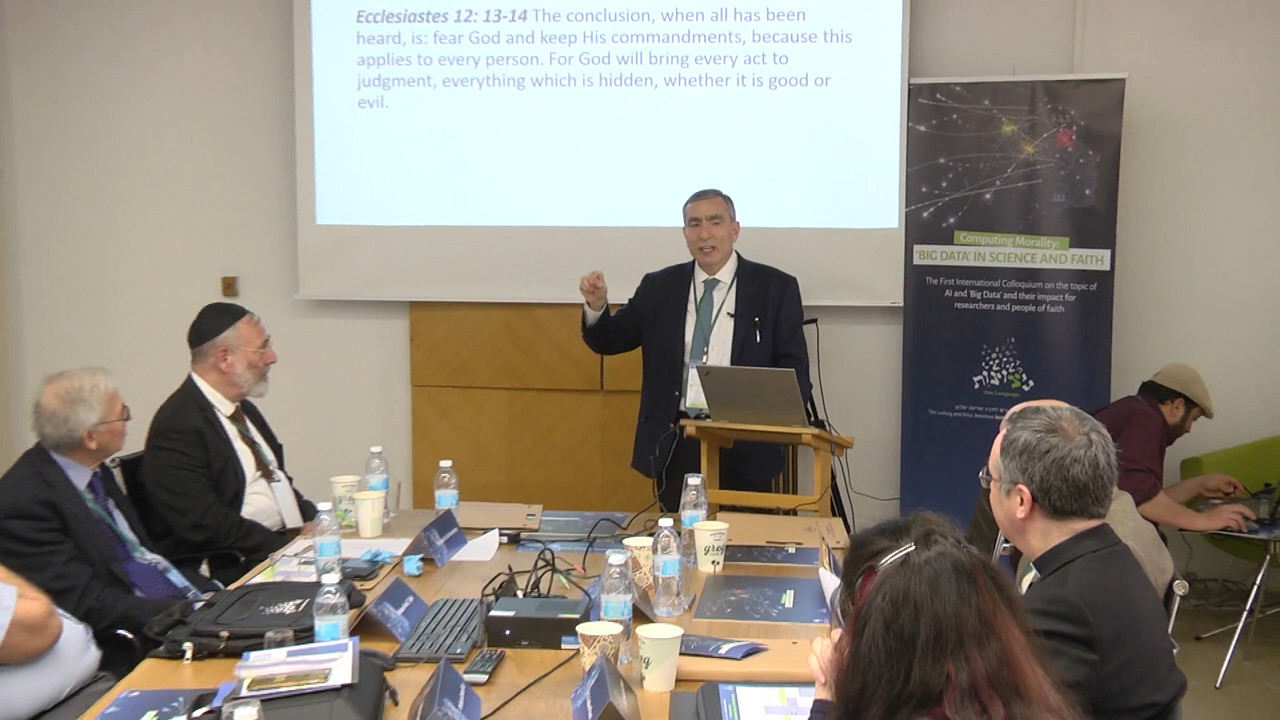 Ecclesiastes 12: 13-14 The conclusion, when all has been
heard, is: fear God and keep His commandments, because this
applies to every person. For God will bring every act to
judgment, everything which is hidden, whether it is good or
evil.
Computing Morality:
'BIG DATA' IN SCIENCE AND FAITH
The First International Colloquium on the topic of
AI and 'Big Data' and their impact for
researchers and people of faith
ניצוצות
One Language